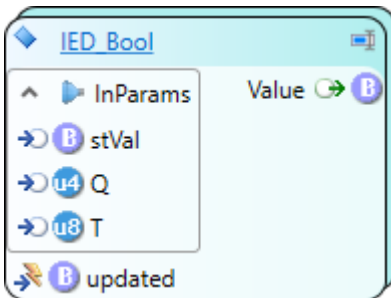 IED_Bool
InParams
Value B
B stVal
u4 Q
u8 T
B updated